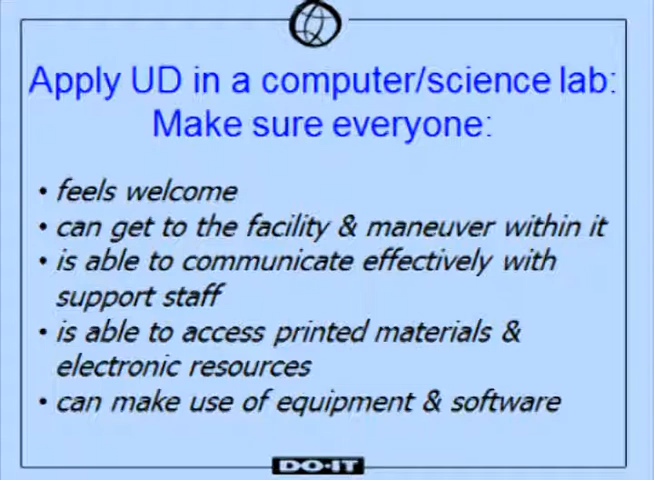 Apply UD in a computer/science lab:
Make sure everyone:
• feels welcome
• can get to the facility & maneuver within it
• is able to communicate effectively with
support staff
• is able to access printed materials &
electronic resources
• can make use of equipment & software
DO-IT